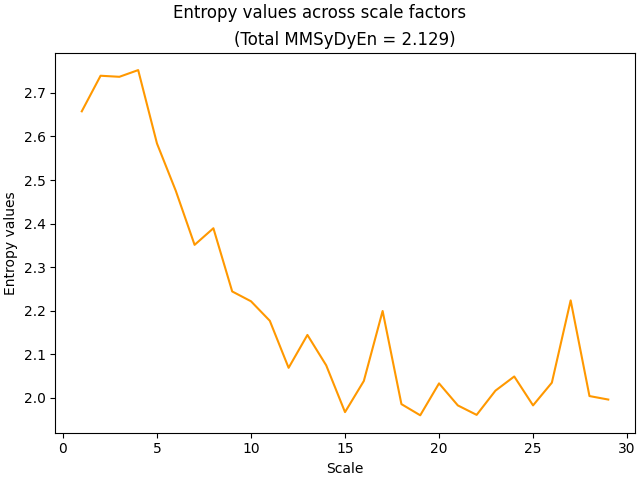 Entropy values across scale factors
(Total MMSyDyEn = 2.129)
Entropy values
2.7
2.6
2.5
2.4
2.3
2.2
2.1
2.0
0 5 10 15 20 25 30
Scale